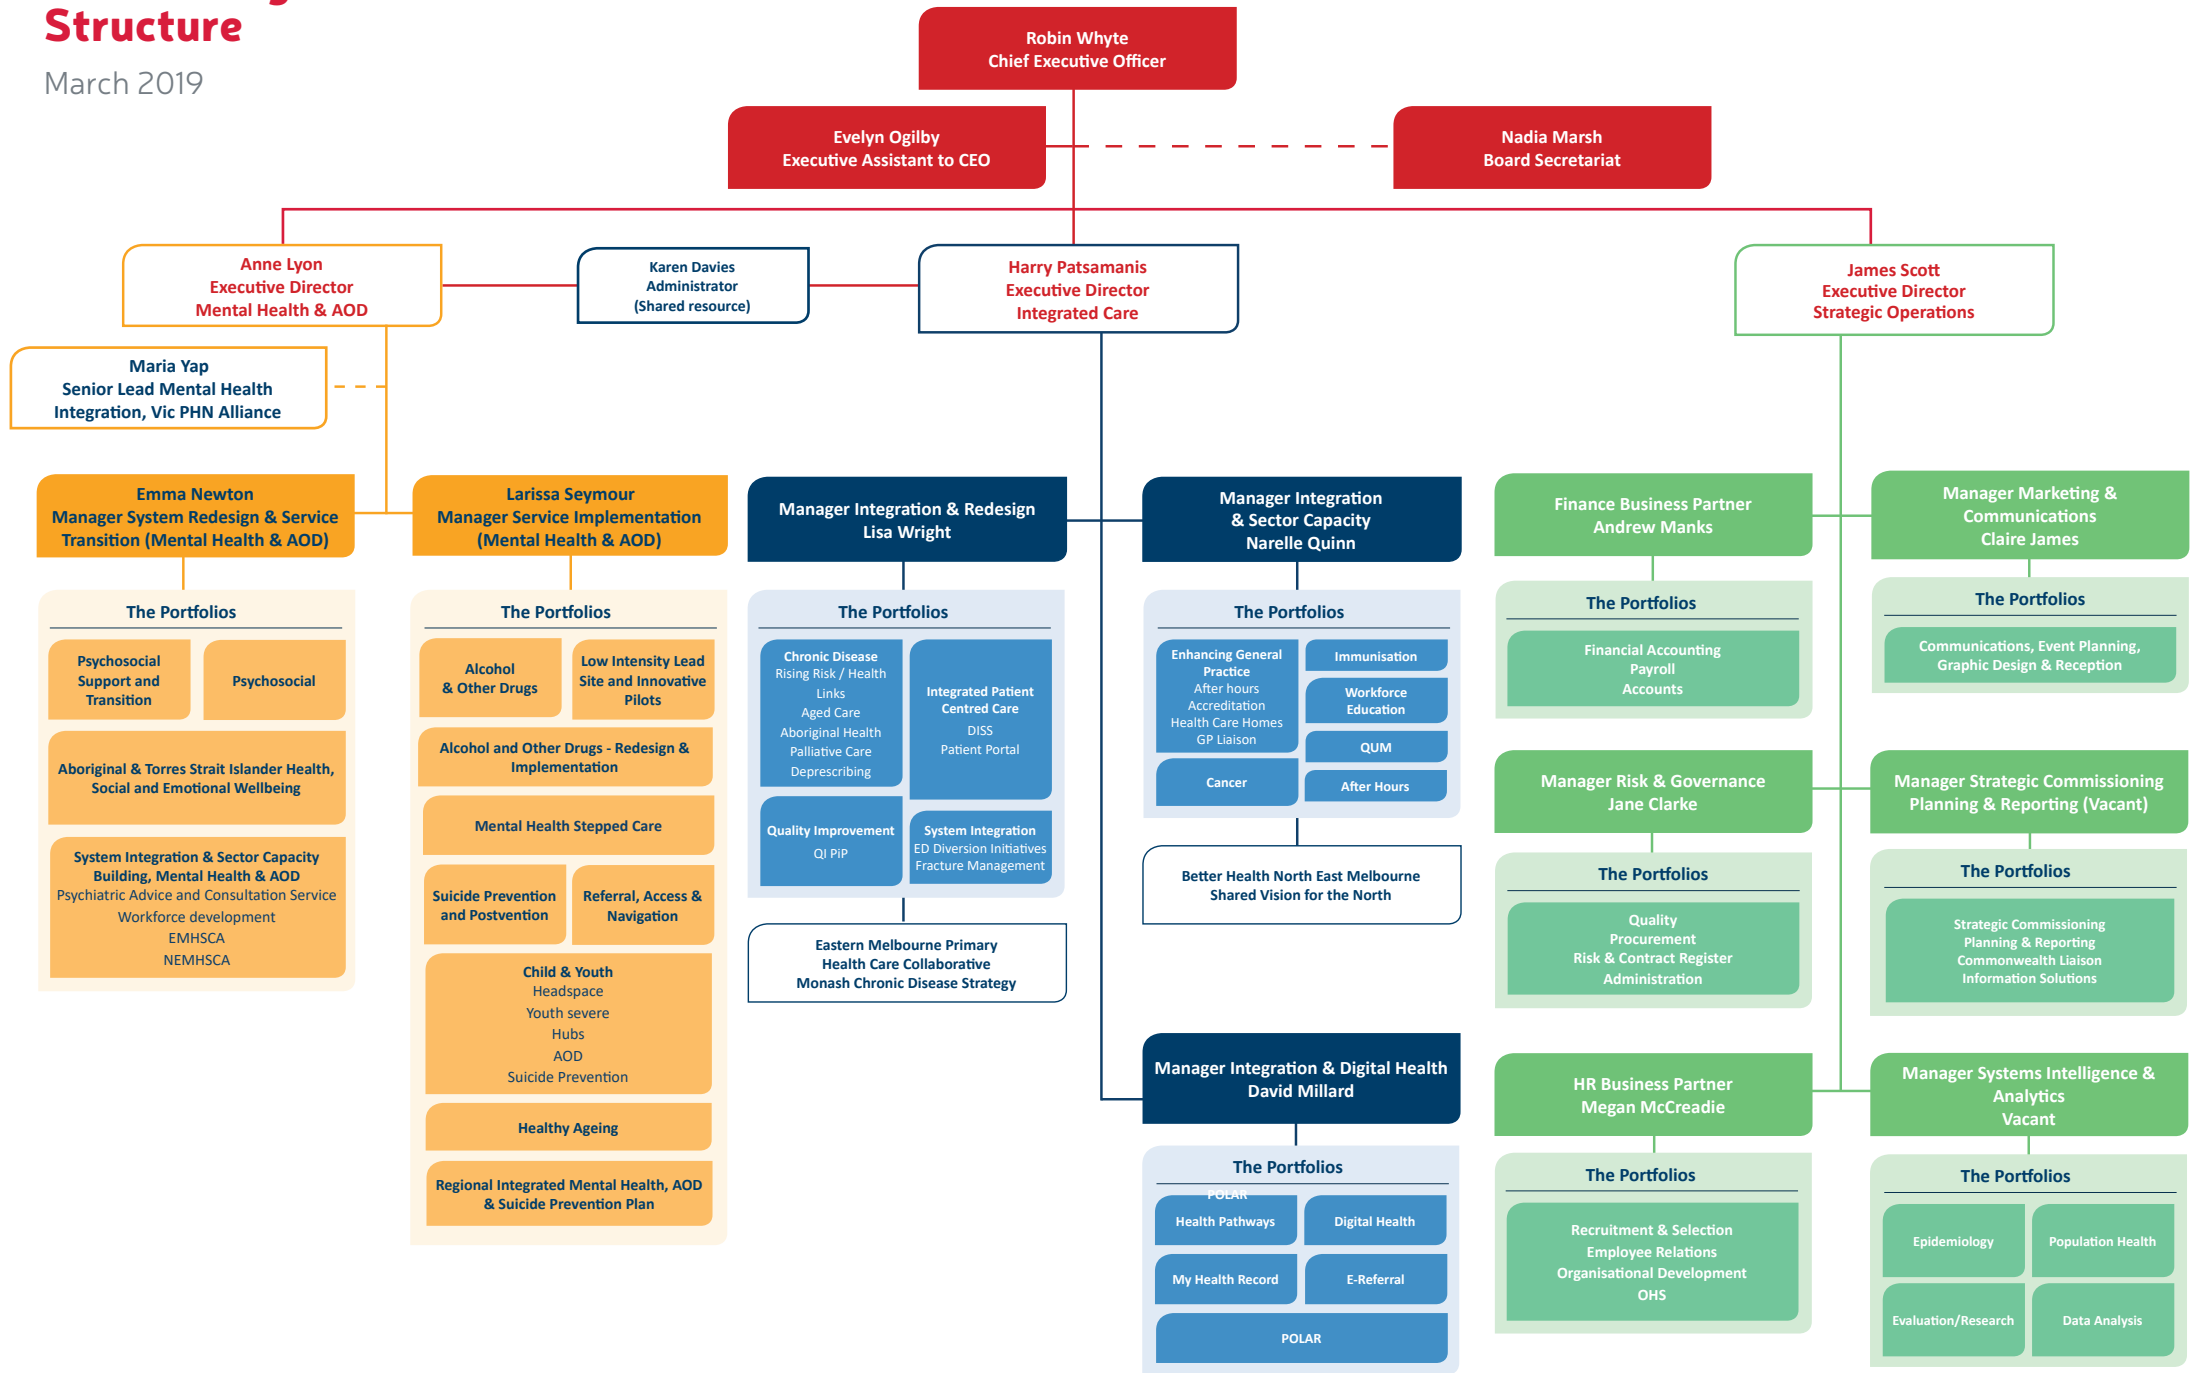 Structure
March 2019
Robin Whyte
Chief Executive Officer
Evelyn Ogilby
Executive Assistant to CEO
Nadia Marsh
Board Secretariat
Anne Lyon
Executive Director
Mental Health & AOD
Karen Davies
Administrator
(Shared resource)
Harry Patsamanis
Executive Director
Integrated Care
James Scott
Executive Director
Strategic Operations
Maria Yap
Senior Lead Mental Health
Integration, Vic PHN Alliance
Emma Newton
Manager System Redesign & Service
Transition (Mental Health & AOD)
The Portfolios
Psychosocial
Support and
Transition
Psychosocial
Aboriginal & Torres Strait Islander Health,
Social and Emotional Wellbeing
System Integration & Sector Capacity
Building, Mental Health & AOD
Psychiatric Advice and Consultation Service
Workforce development
EMHSCA
NEMHSCA
Larissa Seymour
Manager Service Implementation
(Mental Health & AOD)
The Portfolios
Alcohol
& Other Drugs
Low Intensity Lead
Site and Innovative
Pilots
Alcohol and Other Drugs - Redesign &
Implementation
Mental Health Stepped Care
Suicide Prevention
and Postvention
Referral, Access &
Navigation
Child & Youth
Headspace
Youth severe
Hubs
AOD
Suicide Prevention
Healthy Ageing
Regional Integrated Mental Health, AOD
& Suicide Prevention Plan
Manager Integration & Redesign
Lisa Wright
The Portfolios
Chronic Disease
Rising Risk / Health
Links
Aged Care
Aboriginal Health
Palliative Care
Deprescribing
Integrated Patient
Centred Care
DISS
Patient Portal
Quality Improvement
QI PiP
System Integration
ED Diversion Initiatives
Fracture Management
Eastern Melbourne Primary
Health Care Collaborative
Monash Chronic Disease Strategy
Manager Integration
& Sector Capacity
Narelle Quinn
The Portfolios
Enhancing General
Practice
After hours
Accreditation
Health Care Homes
GP Liaison
Immunisation
Workforce
Education
QUM
Cancer
After Hours
Better Health North East Melbourne
Shared Vision for the North
Manager Integration & Digital Health
David Millard
The Portfolios
POLAR
Health Pathways
Digital Health
My Health Record
E-Referral
POLAR
Finance Business Partner
Andrew Manks
The Portfolios
Financial Accounting
Payroll
Accounts
Manager Marketing &
Communications
Claire James
The Portfolios
Communications, Event Planning,
Graphic Design & Reception
Manager Risk & Governance
Jane Clarke
The Portfolios
Quality
Procurement
Risk & Contract Register
Administration
Manager Strategic Commissioning
Planning & Reporting (Vacant)
The Portfolios
Strategic Commissioning
Planning & Reporting
Commonwealth Liaison
Information Solutions
HR Business Partner
Megan McCreadie
The Portfolios
Recruitment & Selection
Employee Relations
Organisational Development
OHS
Manager Systems Intelligence &
Analytics
Vacant
The Portfolios
Epidemiology
Population Health
Evaluation/Research
Data Analysis